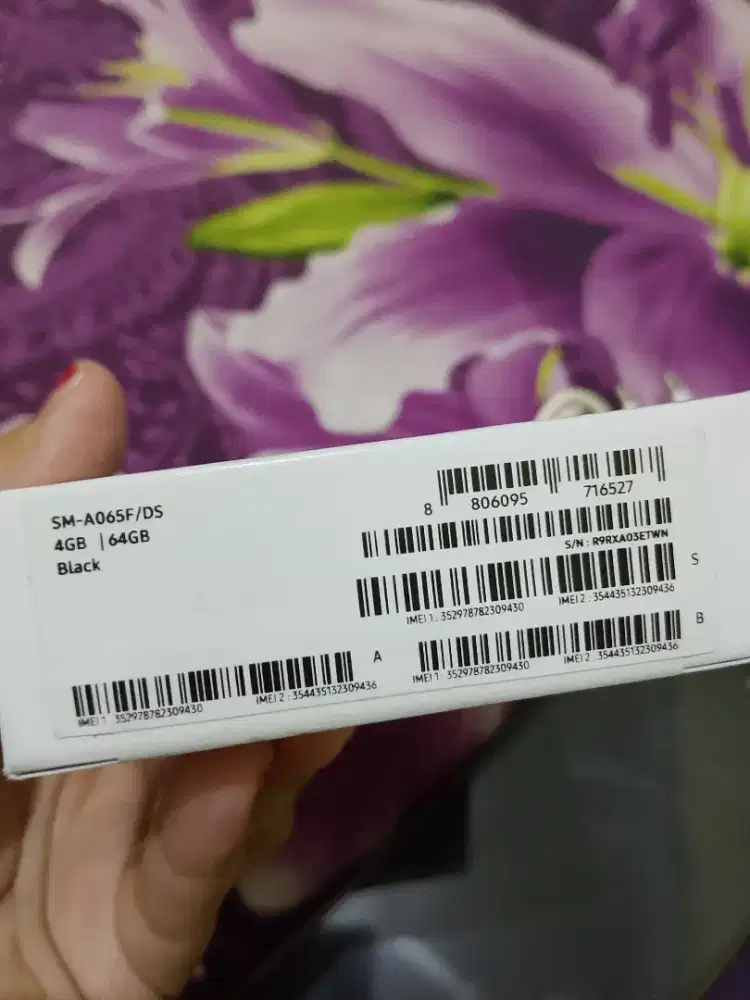 SM-A065F/DS
4GB | 64GB
Black
8 806095 716527
S/N : R9RXA03ETWN
S
IMEI 1 : 352978782309430 IMEI 2 : 354435132309436
B
IMEI 1 : 352978782309430 IMEI 2 : 354435132309436
A
IMEI 1 : 352978782309430 IMEI 2 : 354435132309436